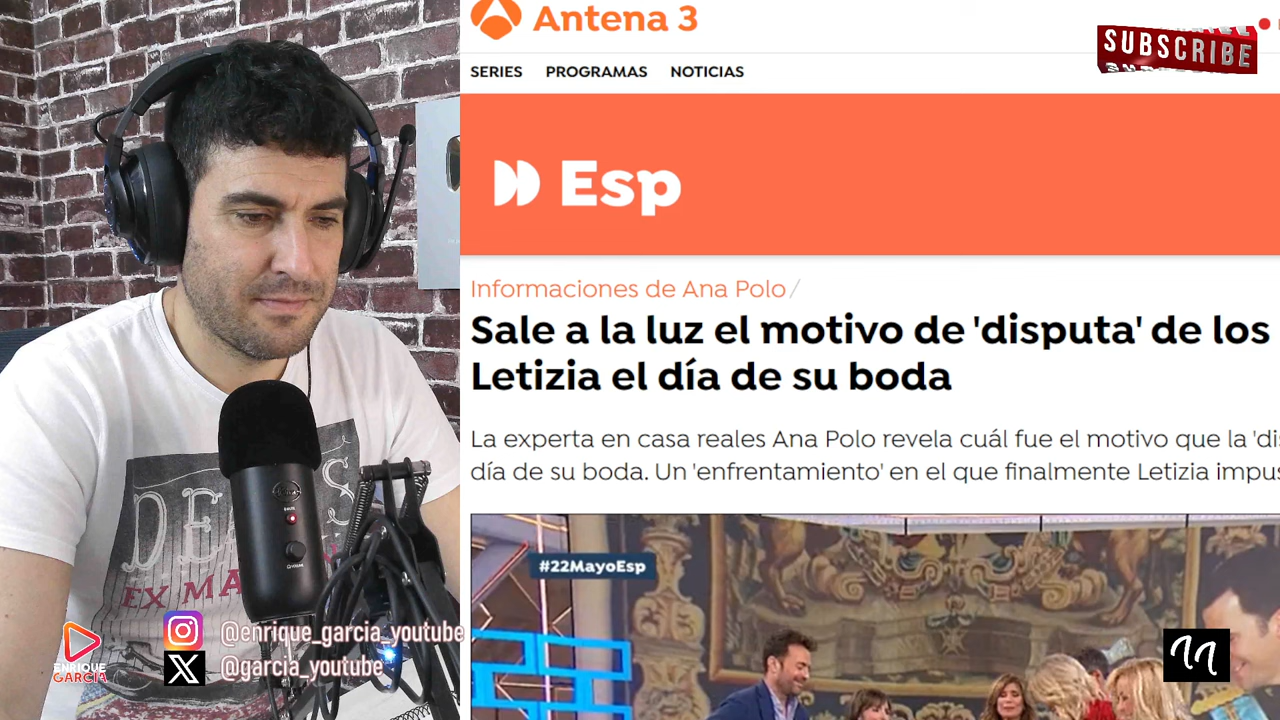 Antena 3
SUBSCRIBE
SERIES PROGRAMAS NOTICIAS
Esp
Informaciones de Ana Polo/
Sale a la luz el motivo de 'disputa' de los
Letizia el día de su boda
La experta en casa reales Ana Polo revela cuál fue el motivo que la
día de su boda. Un 'enfrentamiento' en el que finalmente Letizia
#22MayoEsp
EX
@enrique_garcia_youtube
@garcia_youtube
ENRIQUE
GARCIA